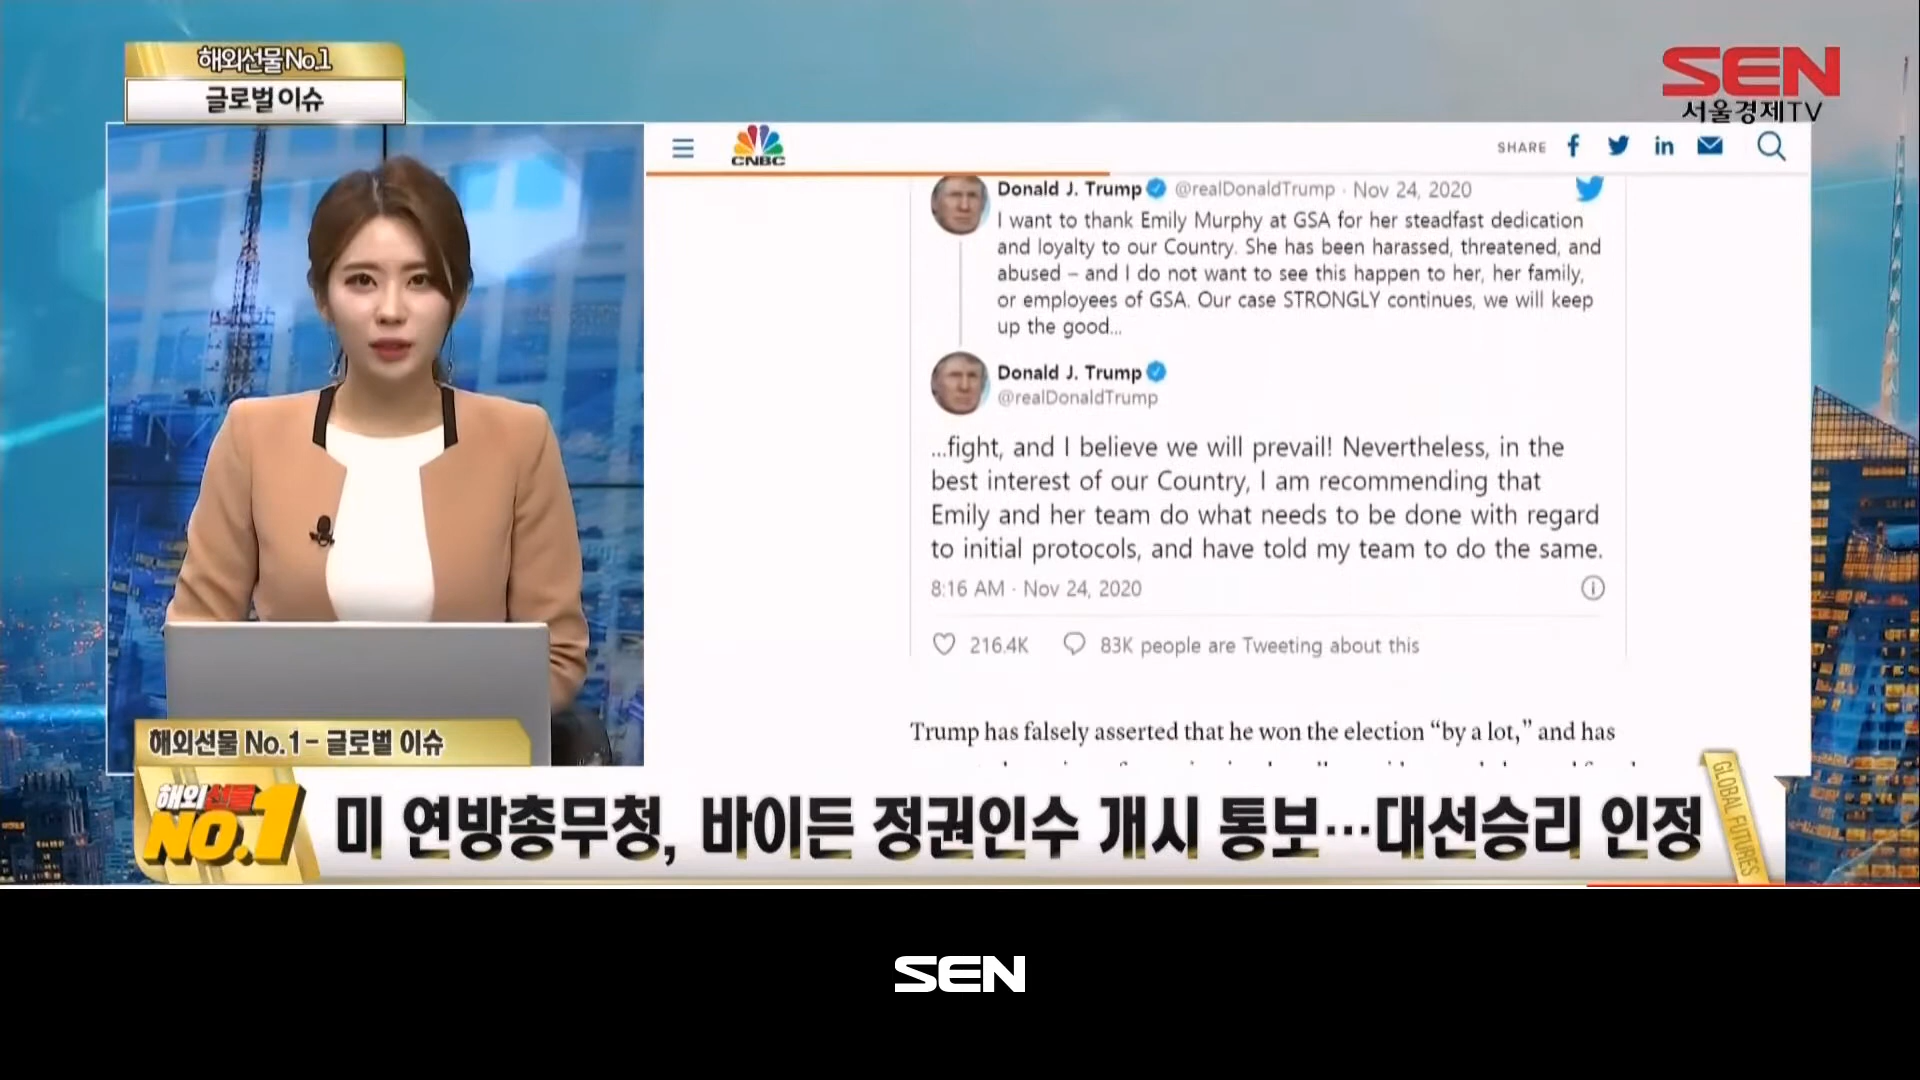 해외선물 No.1
글로벌 이슈
SEN
서울경제TV
CNBC
SHARE
Donald J. Trump @realDonaldTrump · Nov 24, 2020
I want to thank Emily Murphy at GSA for her steadfast dedication
and loyalty to our Country. She has been harassed, threatened, and
abused – and I do not want to see this happen to her, her family,
or employees of GSA. Our case STRONGLY continues, we will keep
up the good...
Donald J. Trump
@realDonaldTrump
...fight, and I believe we will prevail! Nevertheless, in the
best interest of our Country, I am recommending that
Emily and her team do what needs to be done with regard
to initial protocols, and have told my team to do the same.
8:16 AM · Nov 24, 2020
216.4K 83K people are Tweeting about this
Trump has falsely asserted that he won the election “by a lot,” and has
해외선물 No.1 - 글로벌 이슈
해외선물
NO.1
미 연방총무청, 바이든 정권인수 개시 통보…대선승리 인정
GLOBAL FUTURES
SEN